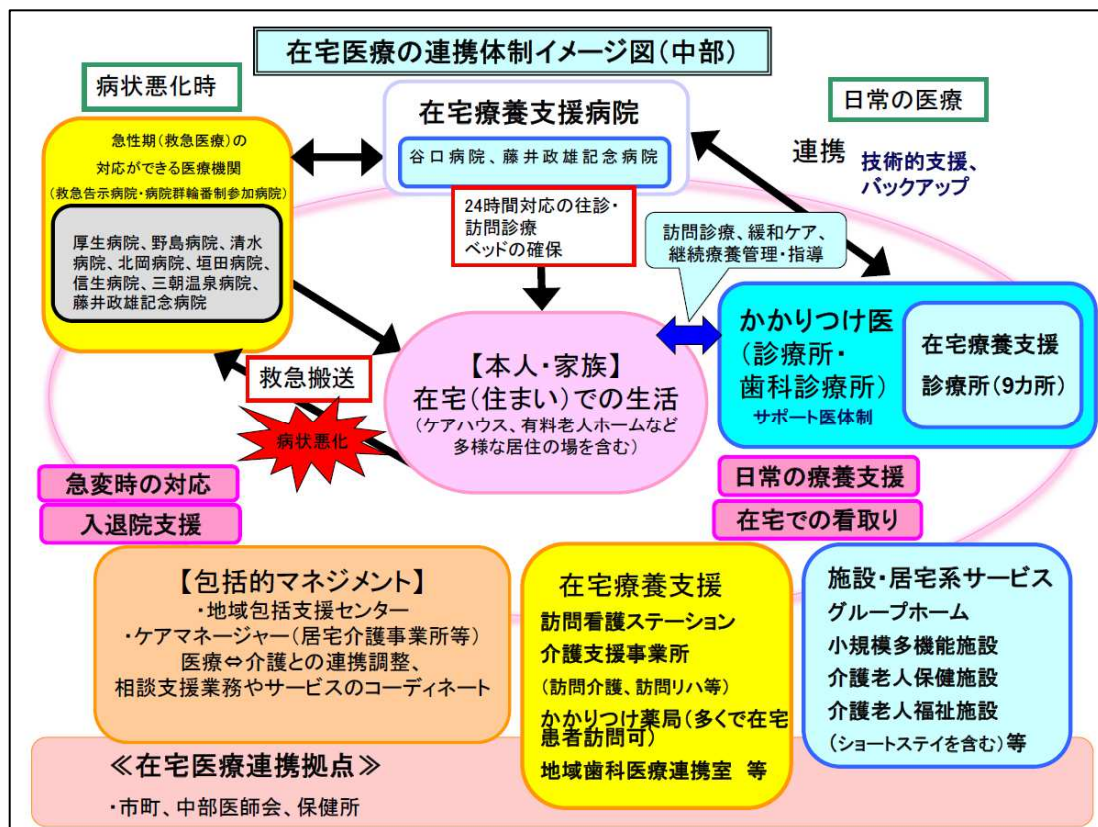 在宅医療の連携体制イメージ図(中部)
病状悪化時
日常の医療
急性期(救急医療)の
対応ができる医療機関
(救急告示病院・病院群輪番制参加病院)
厚生病院、野島病院、清水
病院、北岡病院、垣田病院、
信生病院、三朝温泉病院、
藤井政雄記念病院
在宅療養支援病院
谷口病院、藤井政雄記念病院
24時間対応の往診・
訪問診療
ベッドの確保
連携
技術的支援、
バックアップ
訪問診療、緩和ケア、
継続療養管理・指導
かかりつけ医
(診療所・
歯科診療所)
サポート医体制
在宅療養支援
診療所(9カ所)
【本人・家族】
在宅(住まい)での生活
(ケアハウス、有料老人ホームなど
多様な居住の場を含む)
救急搬送
病状悪化
急変時の対応
入退院支援
日常の療養支援
在宅での看取り
【包括的マネジメント】
・地域包括支援センター
・ケアマネージャー(居宅介護事業所等)
医療⇔介護との連携調整、
相談支援業務やサービスのコーディネート
在宅療養支援
訪問看護ステーション
介護支援事業所
(訪問介護、訪問リハ等)
かかりつけ薬局(多くで在宅
患者訪問可)
地域歯科医療連携室 等
施設・居宅系サービス
グループホーム
小規模多機能施設
介護老人保健施設
介護老人福祉施設
(ショートステイを含む)等
≪在宅医療連携拠点≫
・市町、中部医師会、保健所